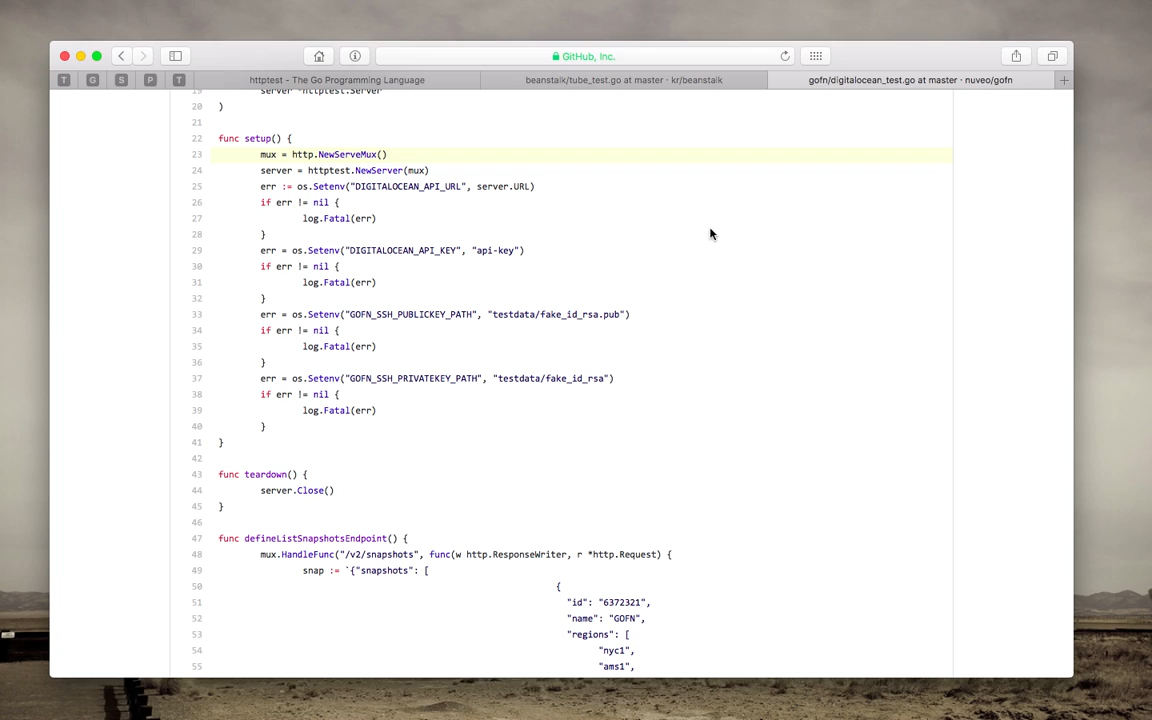 GitHub, Inc.
T G S P T httptest - The Go Programming Language beanstalk/tube_test.go at master · kr/beanstalk gofn/digitalocean_test.go at master · nuveo/gofn
19 server *httptest.Server
20 )
21
22 func setup() {
23 mux = http.NewServeMux()
24 server = httptest.NewServer(mux)
25 err := os.Setenv("DIGITALOCEAN_API_URL", server.URL)
26 if err != nil {
27 log.Fatal(err)
28 }
29 err = os.Setenv("DIGITALOCEAN_API_KEY", "api-key")
30 if err != nil {
31 log.Fatal(err)
32 }
33 err = os.Setenv("GOFN_SSH_PUBLICKEY_PATH", "testdata/fake_id_rsa.pub")
34 if err != nil {
35 log.Fatal(err)
36 }
37 err = os.Setenv("GOFN_SSH_PRIVATEKEY_PATH", "testdata/fake_id_rsa")
38 if err != nil {
39 log.Fatal(err)
40 }
41 }
42
43 func teardown() {
44 server.Close()
45 }
46
47 func defineListSnapshotsEndpoint() {
48 mux.HandleFunc("/v2/snapshots", func(w http.ResponseWriter, r *http.Request) {
49 snap := `{"snapshots": [
50 {
51 "id": "6372321",
52 "name": "GOFN",
53 "regions": [
54 "nyc1",
55 "ams1",